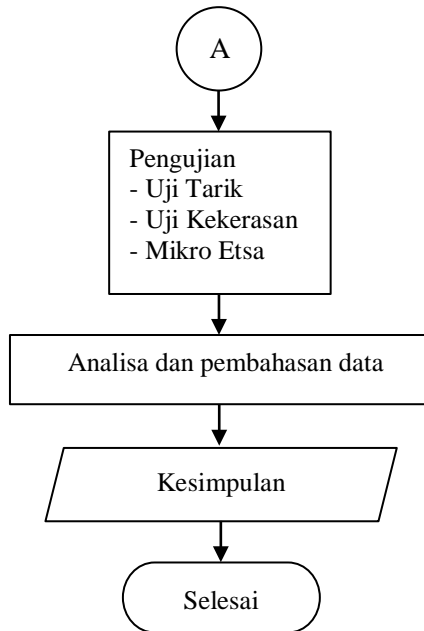 A
Pengujian
- Uji Tarik
- Uji Kekerasan
- Mikro Etsa
Analisa dan pembahasan data
Kesimpulan
Selesai